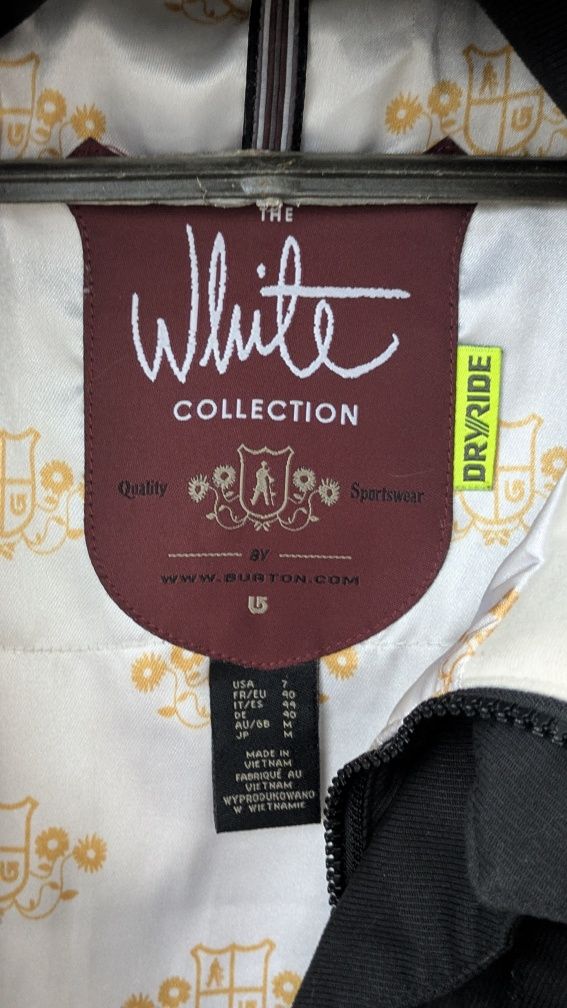 THE
White
COLLECTION
DRYRIDE
Quality Sportswear
BY
WWW.BURTON.COM
USA 7
FR/EU 40
IT/ES 44
DE 40
AU/GB M
JP M
MADE IN
VIETNAM
FABRIQUÉ AU
VIETNAM
WYPRODUKOWANO
W WIETNAMIE
G
G
G
G
G